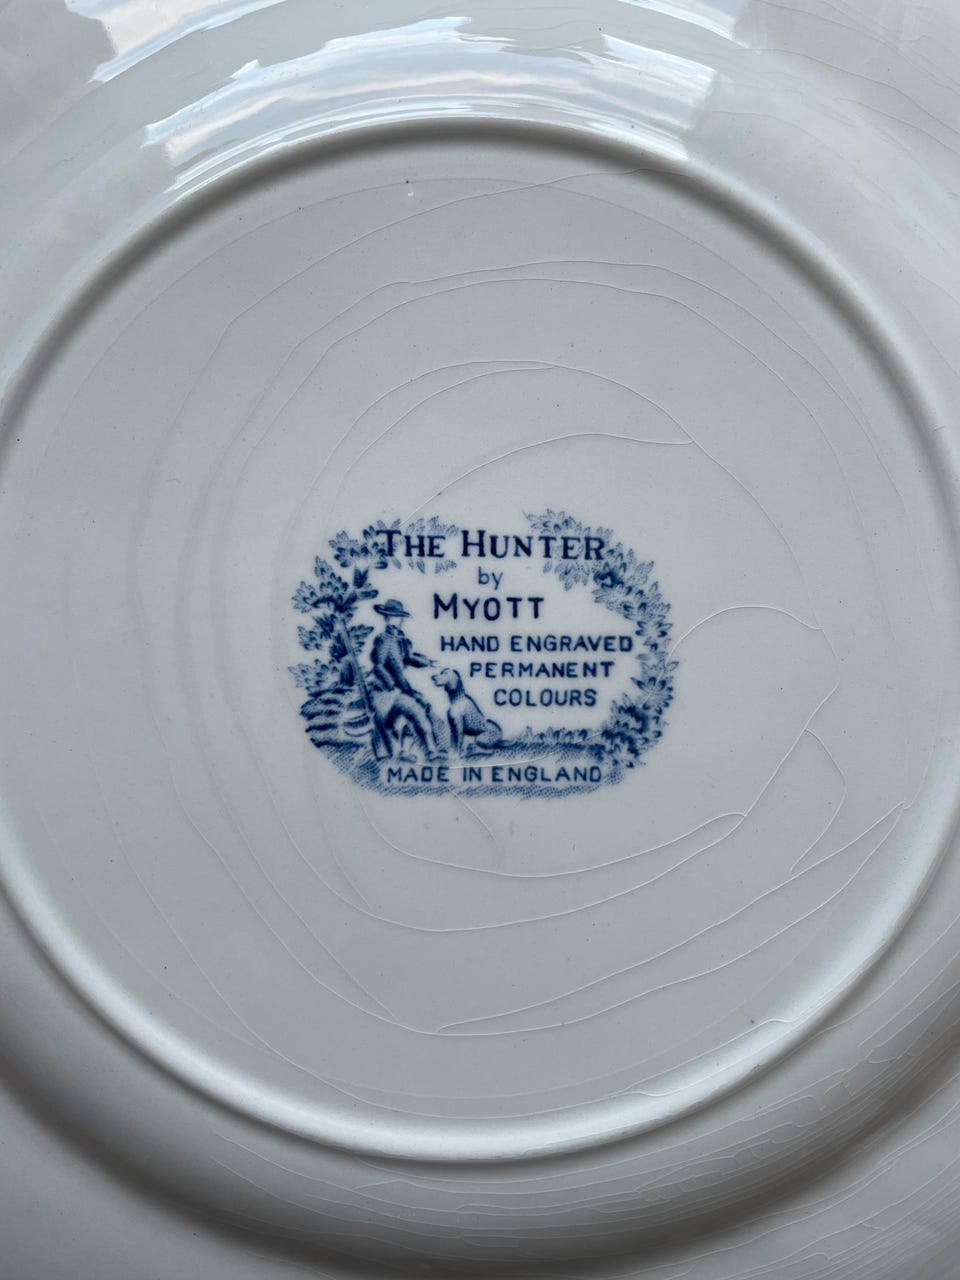 THE HUNTER
by
MYOTT
HAND ENGRAVED
PERMANENT
COLOURS
MADE IN ENGLAND